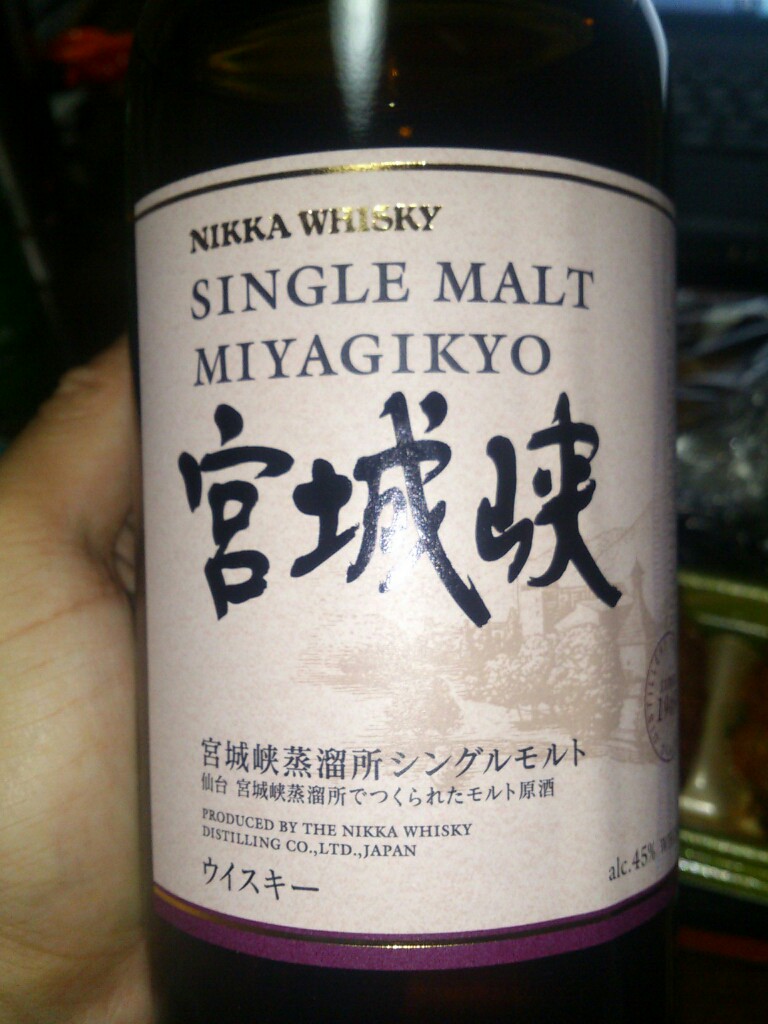 NIKKA WHISKY
SINGLE MALT
MIYAGIKYO
宮城峡
宮城峡蒸溜所シングルモルト
仙台 宮城峡蒸溜所でつくられたモルト原酒
PRODUCED BY THE NIKKA WHISKY
DISTILLING CO.,LTD.,JAPAN
ウイスキー
alc.45%